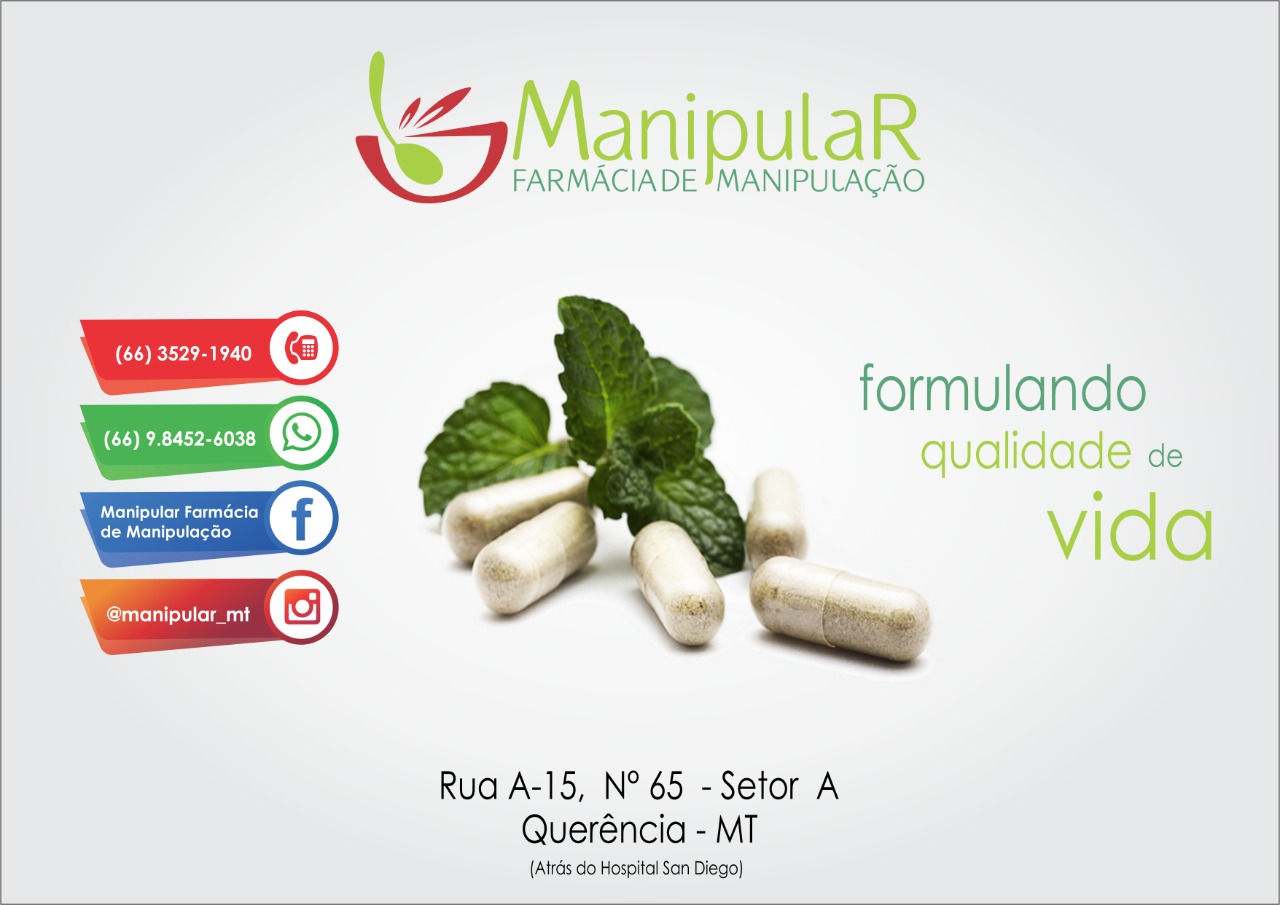 ManipulaR
FARMÁCIA DE MANIPULAÇÃO
(66) 3529-1940
(66) 9.8452-6038
Manipular Farmácia
de Manipulação
@manipular_mt
formulando
qualidade de
vida
Rua A-15, Nº 65 - Setor A
Querência - MT
(Atrás do Hospital San Diego)